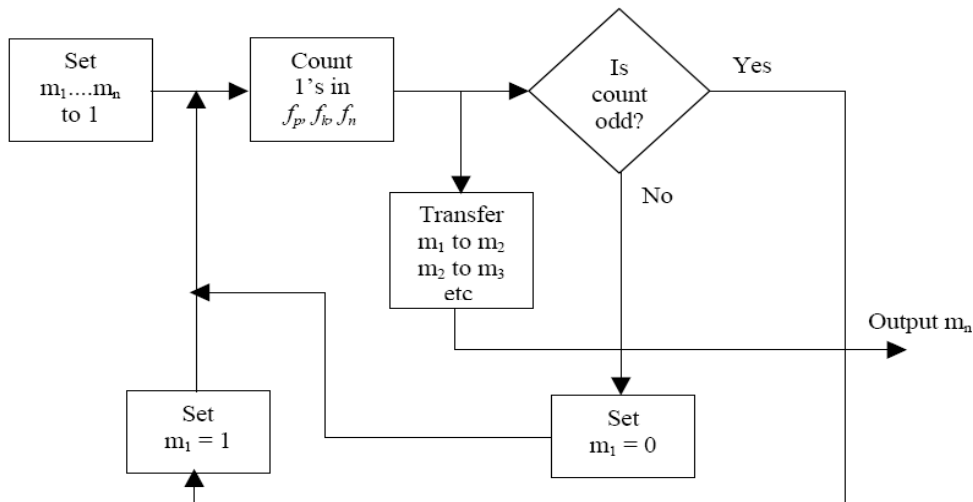 Set
m₁....mₙ
to 1
Count
1's in
fₚ, fₖ, fₙ
Is
count
odd?
Yes
No
Transfer
m₁ to m₂
m₂ to m₃
etc
Output mₙ
Set
m₁ = 1
Set
m₁ = 0